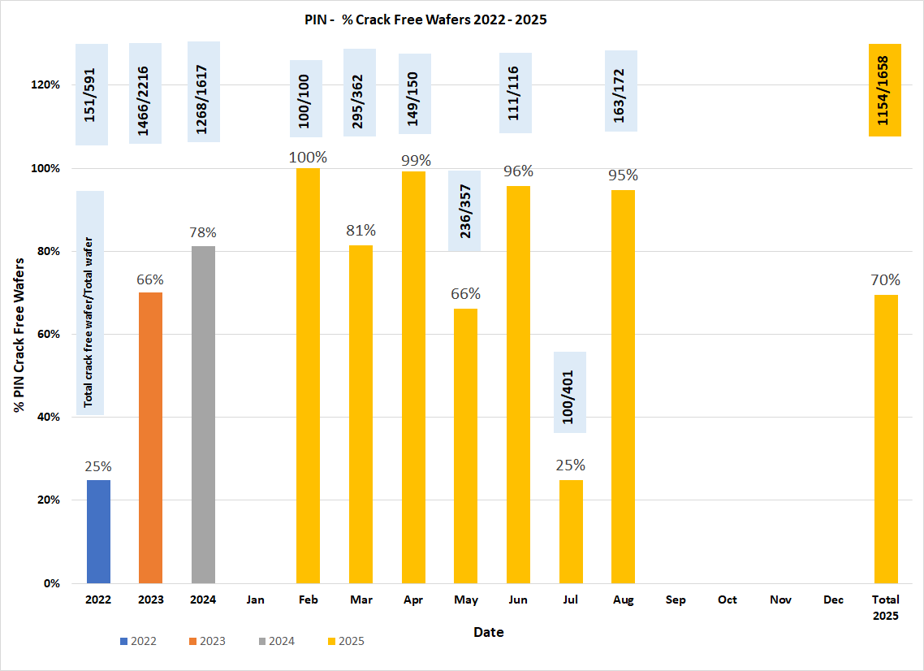 PIN - % Crack Free Wafers 2022 - 2025
151/591
1466/2216
1268/1617
100/100
295/362
149/150
111/116
163/172
1154/1658
120%
100%
80%
60%
40%
20%
0%
% PIN Crack Free Wafers
Total crack free wafer/Total wafer
25%
66%
78%
100%
81%
99%
236/357
66%
96%
100/401
25%
95%
70%
2022
2023
2024
Jan
Feb
Mar
Apr
May
Jun
Jul
Aug
Sep
Oct
Nov
Dec
Total
2025
Date
2022
2023
2024
2025